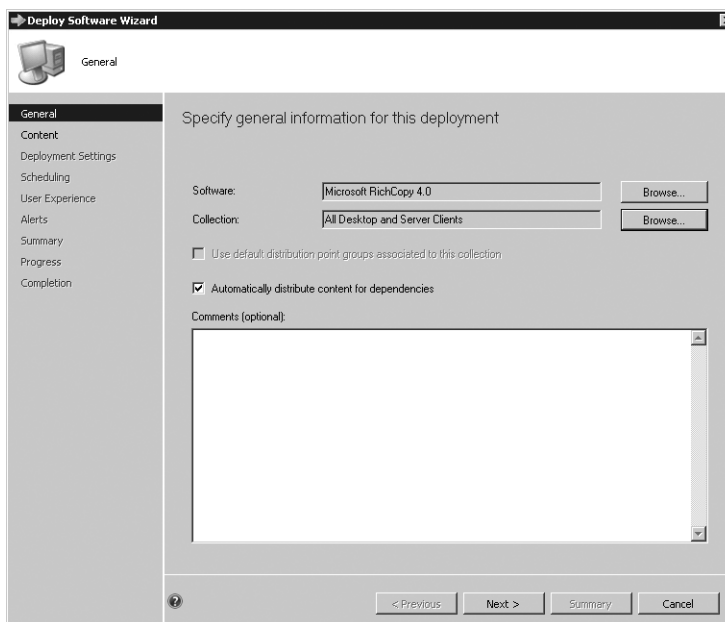 Deploy Software Wizard
General
General
Content
Deployment Settings
Scheduling
User Experience
Alerts
Summary
Progress
Completion
Specify general information for this deployment
Software: Microsoft RichCopy 4.0 Browse...
Collection: All Desktop and Server Clients Browse...
Use default distribution point groups associated to this collection
Automatically distribute content for dependencies
Comments (optional):
? < Previous Next > Summary Cancel